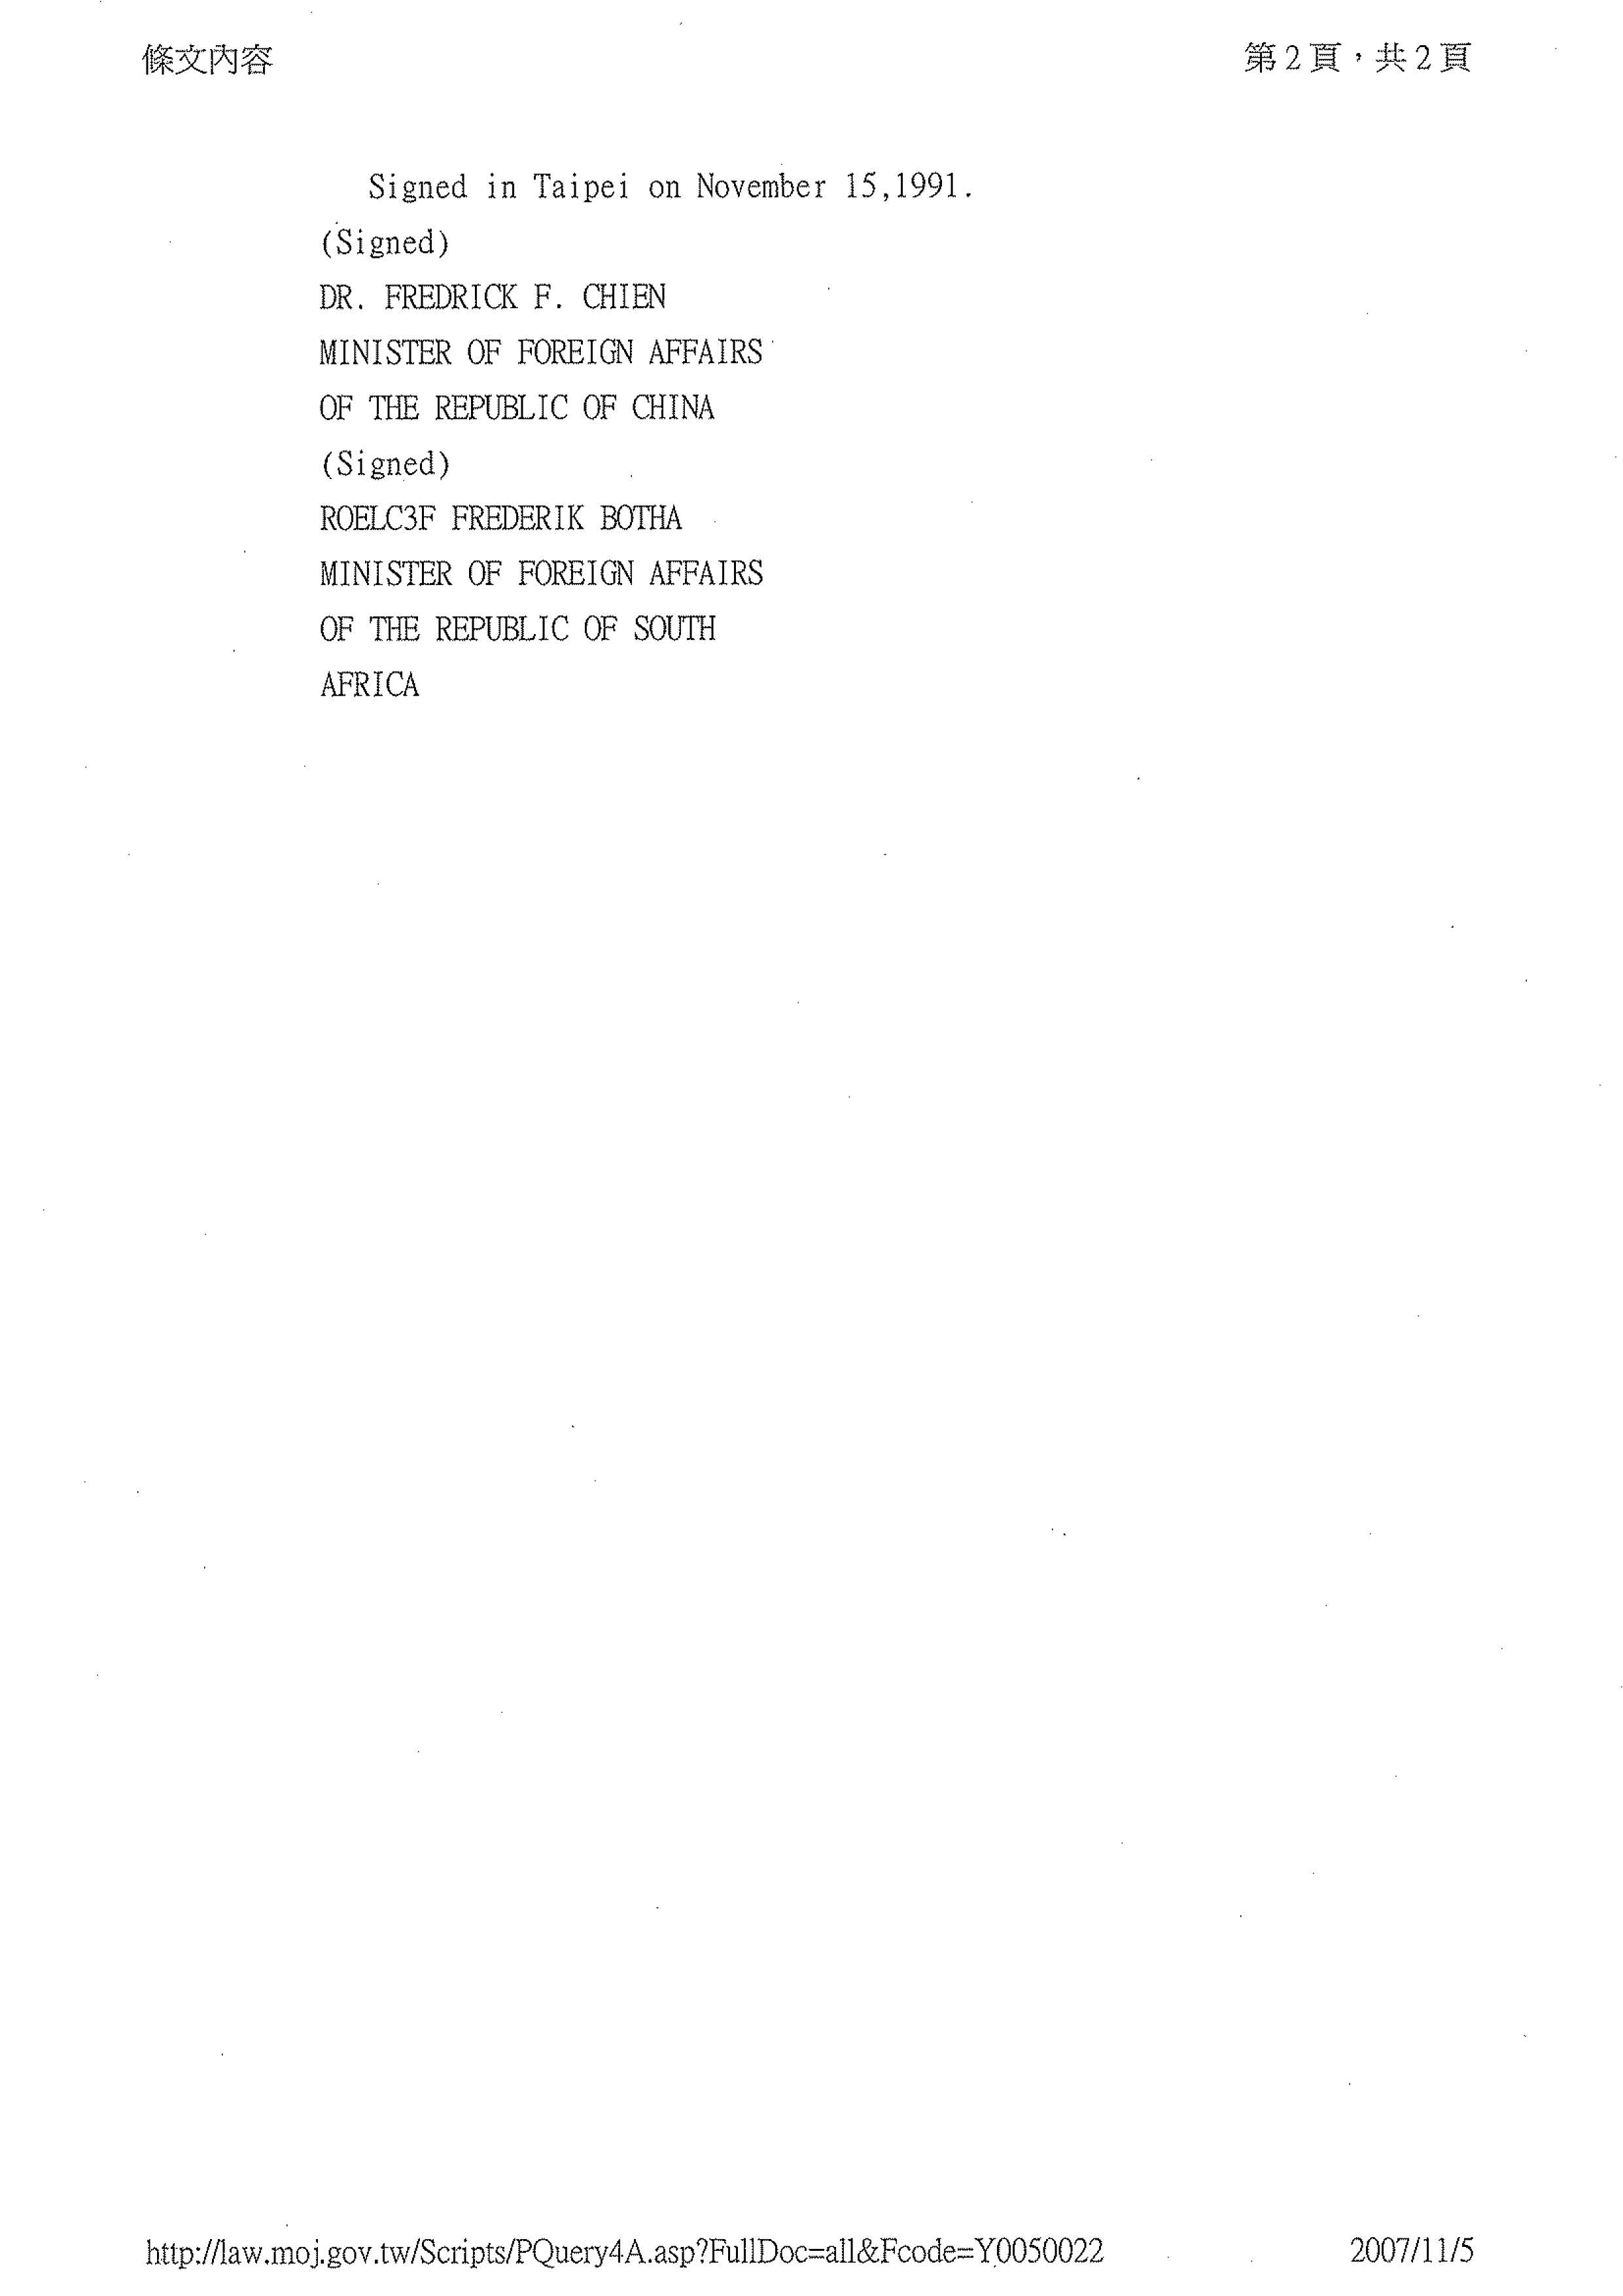 條文內容
第2頁，共2頁
Signed in Taipei on November 15,1991.
(Signed)
DR. FREDRICK F. CHIEN
MINISTER OF FOREIGN AFFAIRS
OF THE REPUBLIC OF CHINA
(Signed)
ROELC3F FREDERIK BOTHA
MINISTER OF FOREIGN AFFAIRS
OF THE REPUBLIC OF SOUTH
AFRICA
http://law.moj.gov.tw/Scripts/PQuery4A.asp?FullDoc=all&Fcode=Y0050022
2007/11/5